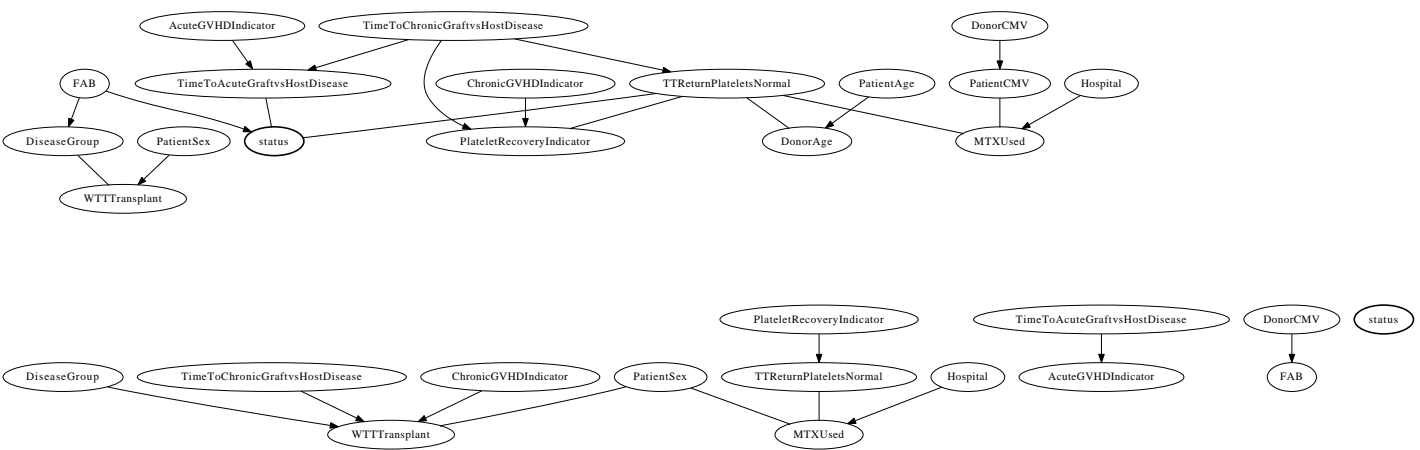 AcuteGVHDIndicator
TimeToChronicGraftvsHostDisease
DonorCMV
FAB
TimeToAcuteGraftvsHostDisease
ChronicGVHDIndicator
TTReturnPlateletsNormal
PatientAge
PatientCMV
Hospital
DiseaseGroup
PatientSex
status
PlateletRecoveryIndicator
DonorAge
MTXUsed
WTTTransplant
PlateletRecoveryIndicator
TimeToAcuteGraftvsHostDisease
DonorCMV
status
DiseaseGroup
TimeToChronicGraftvsHostDisease
ChronicGVHDIndicator
PatientSex
TTReturnPlateletsNormal
Hospital
AcuteGVHDIndicator
FAB
WTTTransplant
MTXUsed